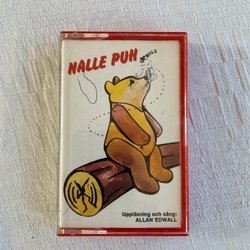 NALLE PUH
Uppläsning och sång:
ALLAN EDWALL